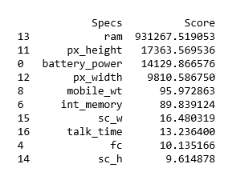 Specs Score
13 ram 931267.519053
11 px_height 17363.569536
0 battery_power 14129.866576
12 px_width 9810.586750
8 mobile_wt 95.972863
6 int_memory 89.839124
15 sc_w 16.480319
16 talk_time 13.236400
4 fc 10.135166
14 sc_h 9.614878